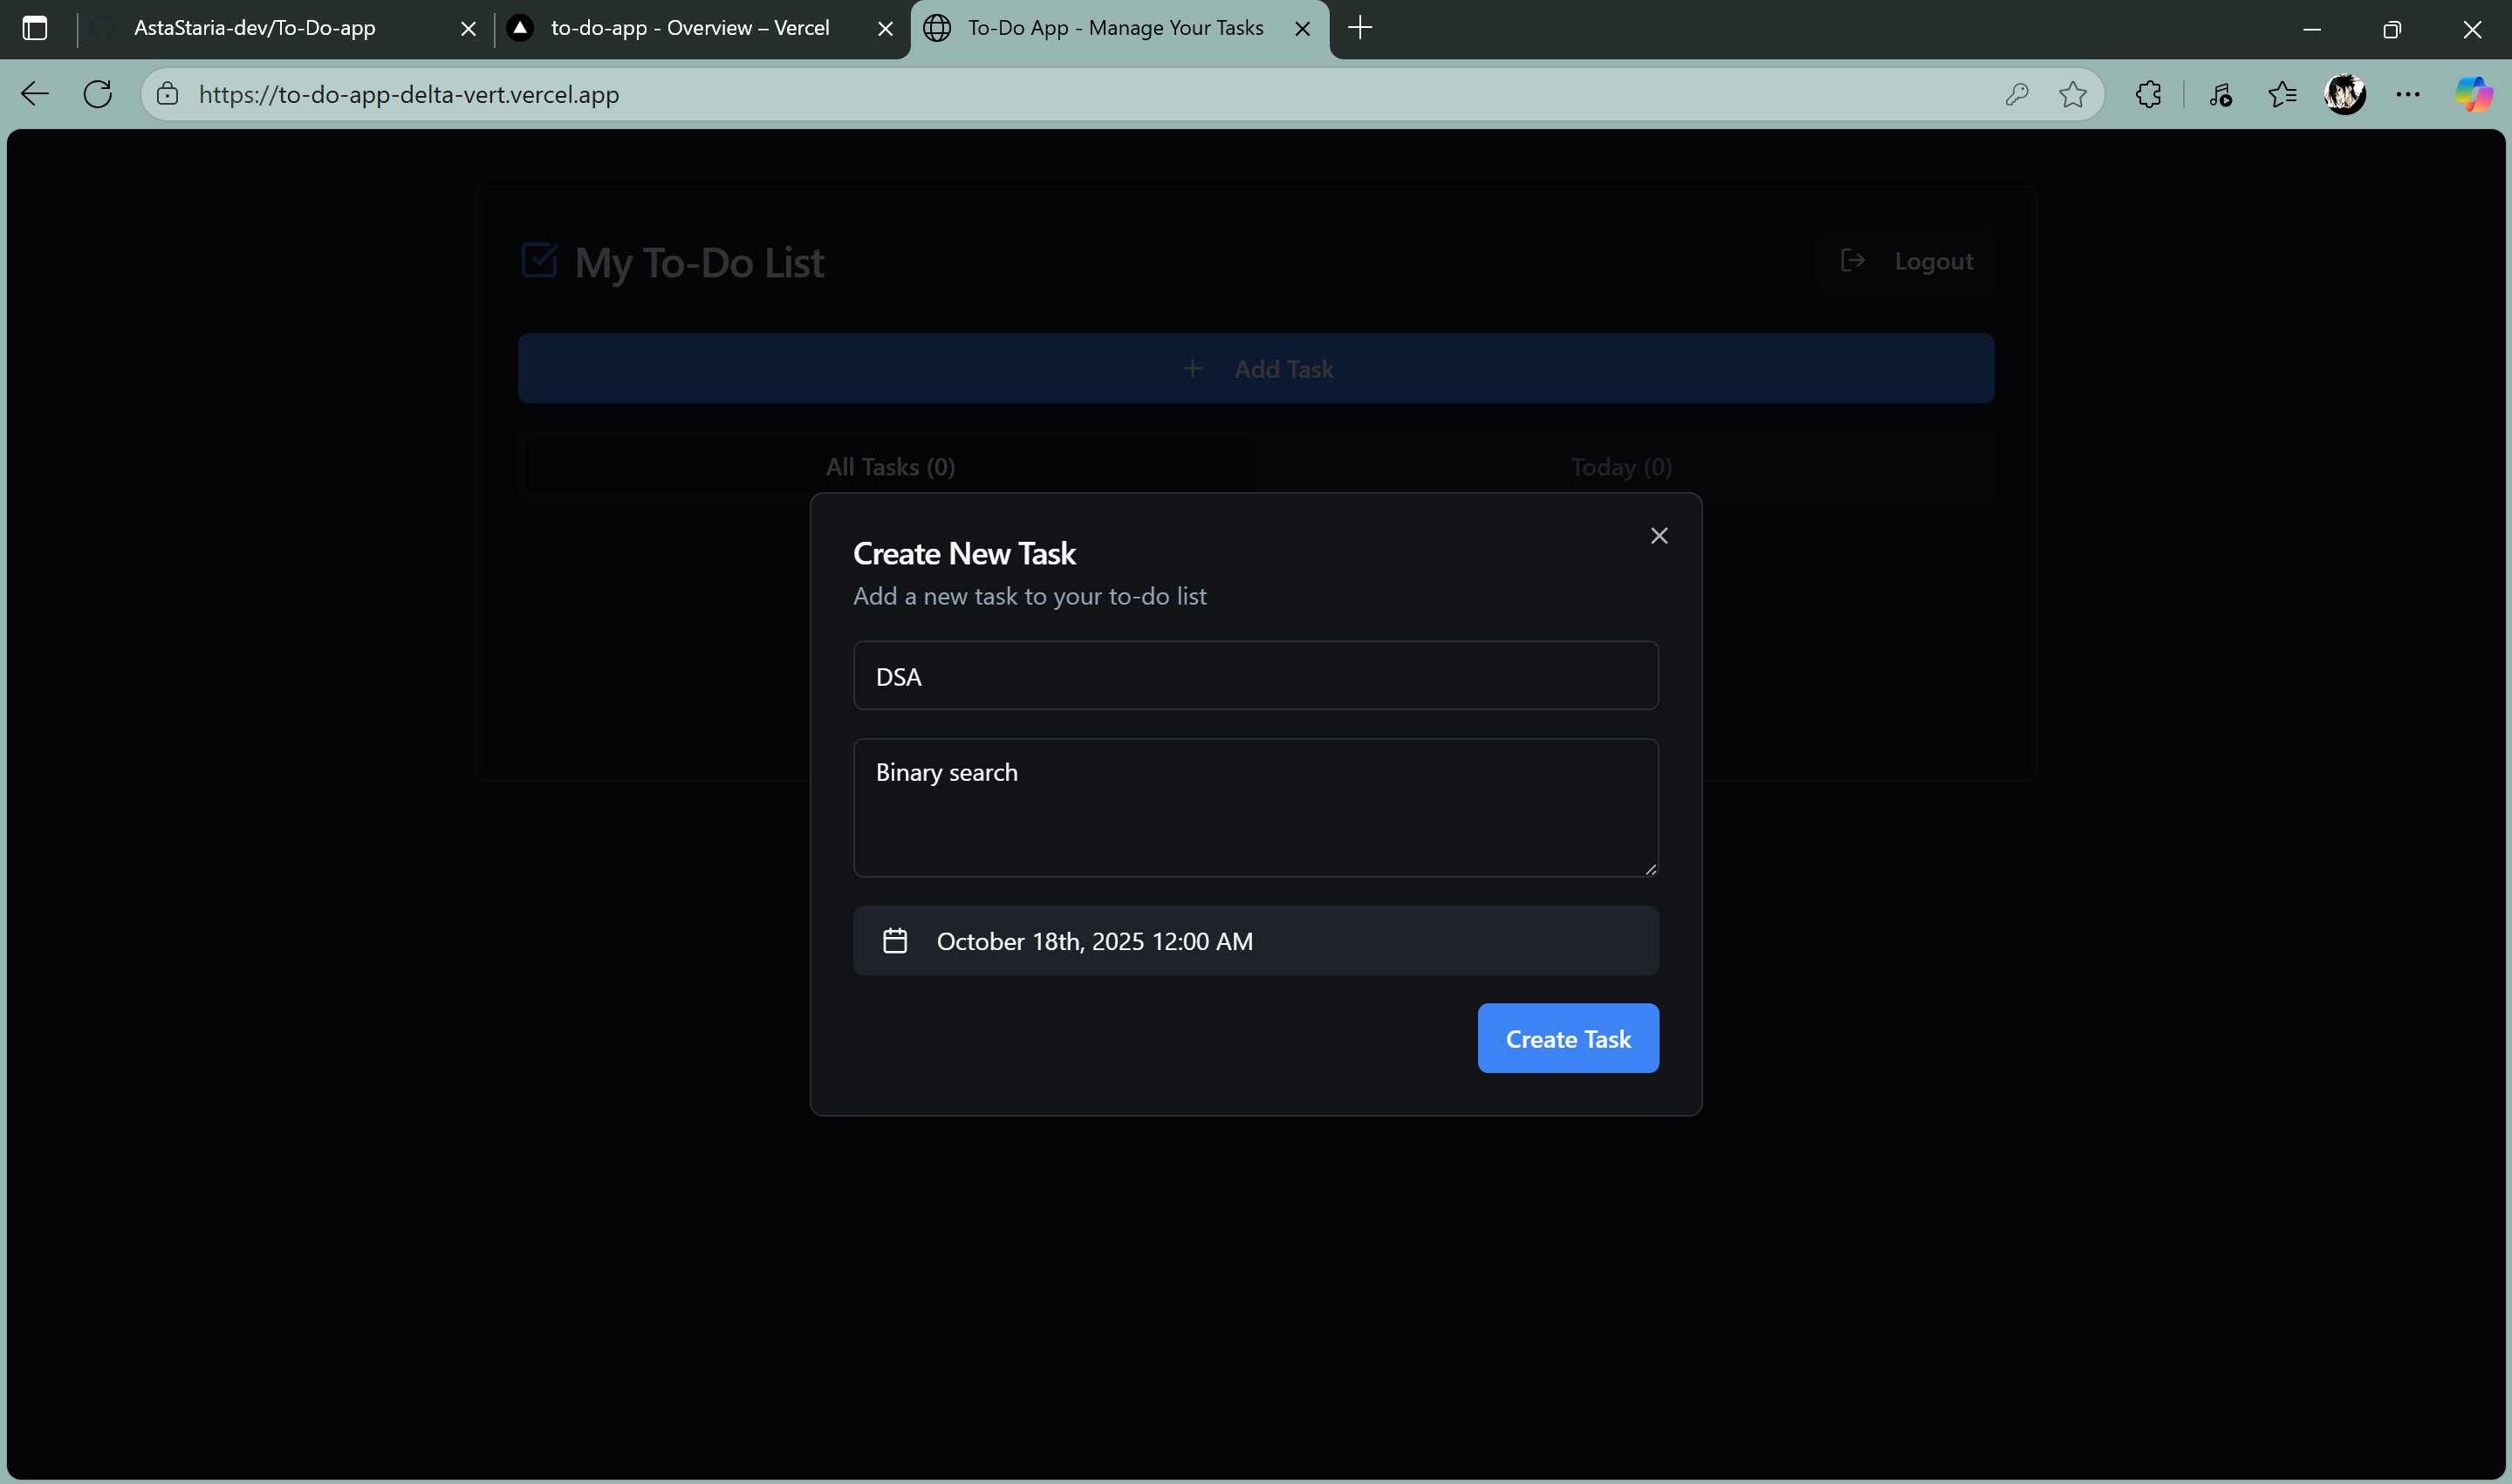 AstaStaria-dev/To-Do-app
to-do-app - Overview – Vercel
To-Do App - Manage Your Tasks
https://to-do-app-delta-vert.vercel.app
My To-Do List
Logout
Add Task
All Tasks (0)
Today (0)
Create New Task
Add a new task to your to-do list
DSA
Binary search
October 18th, 2025 12:00 AM
Create Task